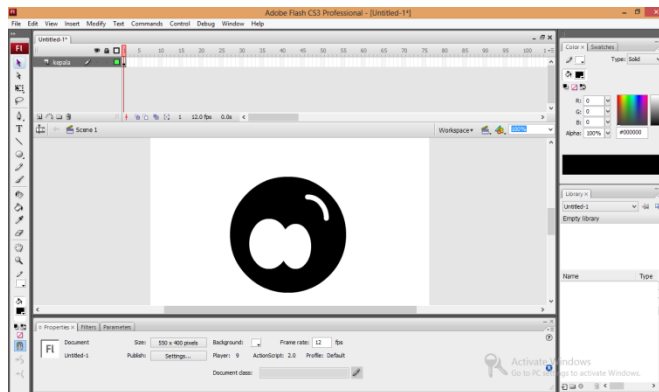 Adobe Flash CS3 Professional - [Untitled-1*]
File Edit View Insert Modify Text Commands Control Debug Window Help
Untitled-1*
5 10 15 20 25 30 35 40 45 50 55 60 65 70 75 80 85 90 95 100
kepala
1 12.0 fps 0.0s
Scene 1
Workspace
100%
Color × Swatches
Type: Solid
R: 0
G: 0
B: 0
Alpha: 100% #000000
Library ×
Untitled-1
Empty library
Name Type
Properties × Filters Parameters
Fl
Document Size: 550 x 400 pixels Background: Frame rate: 12 fps
Untitled-1 Publish: Settings... Player: 9 ActionScript: 2.0 Profile: Default
Document class:
Activate Windows
Go to PC settings to activate Windows.